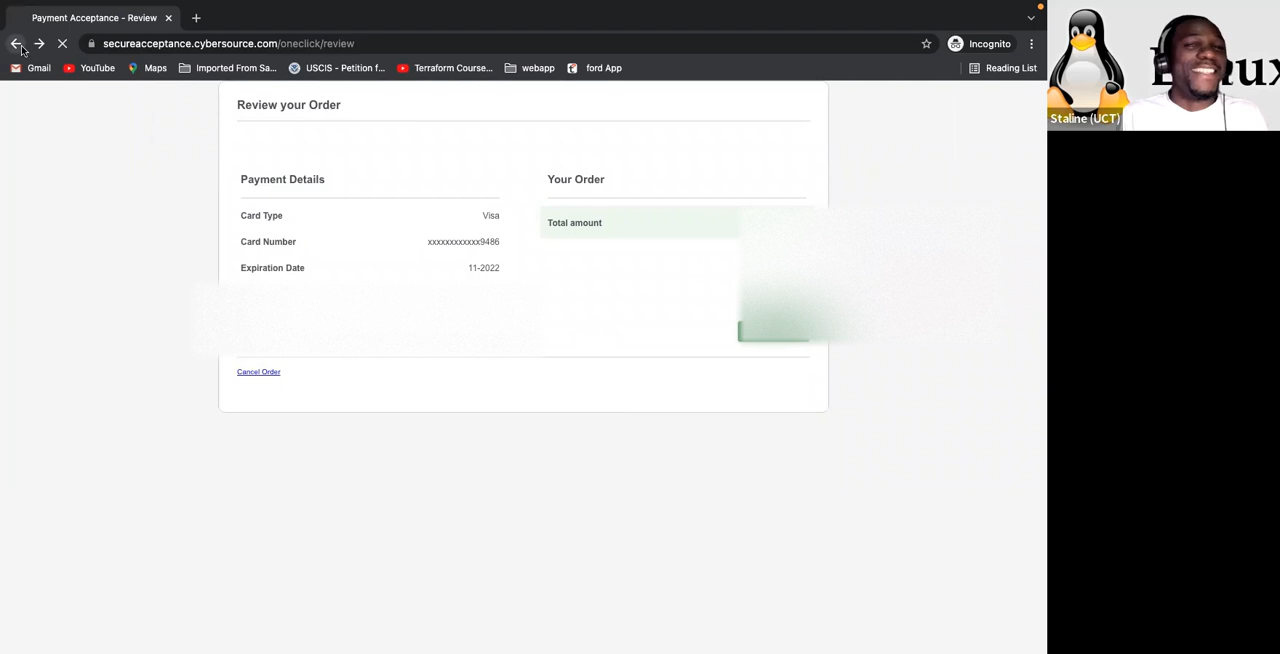 Payment Acceptance - Review
secureacceptance.cybersource.com/oneclick/review
Incognito
Gmail YouTube Maps Imported From Sa... USCIS - Petition f... Terraform Course... webapp ford App Reading List
Staline (UCT)
Review your Order
Payment Details
Card Type Visa
Card Number xxxxxxxxxxxx9486
Expiration Date 11-2022
Your Order
Total amount
Cancel Order